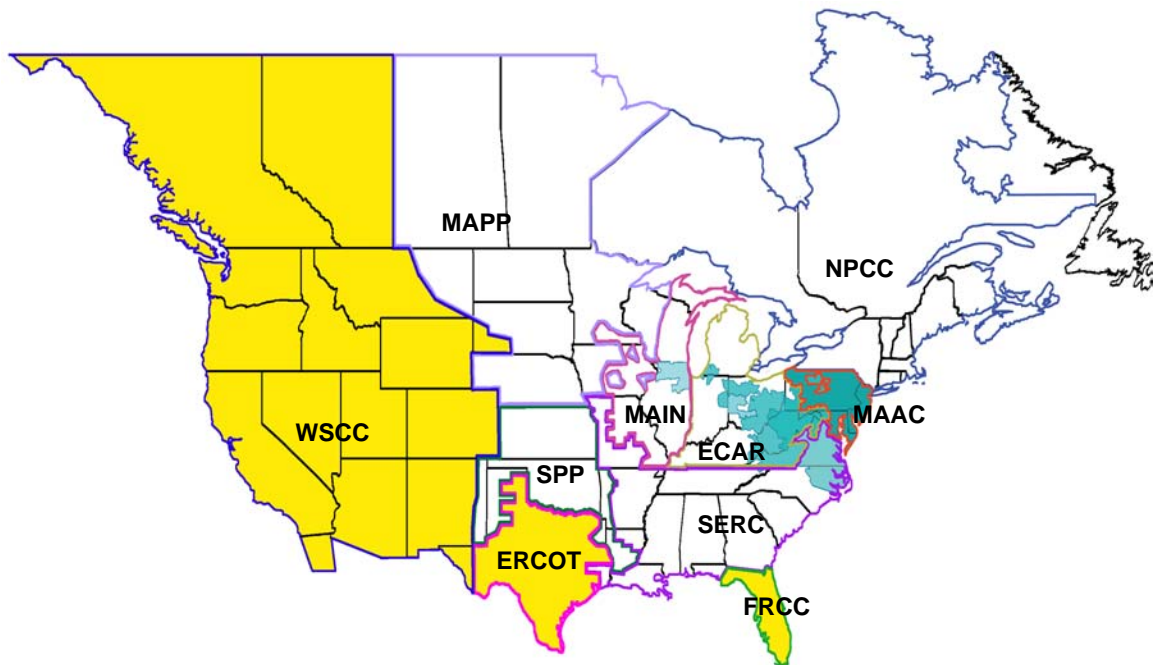 MAPP
NPCC
MAIN
MAAC
WSCC
ECAR
SPP
SERC
ERCOT
FRCC